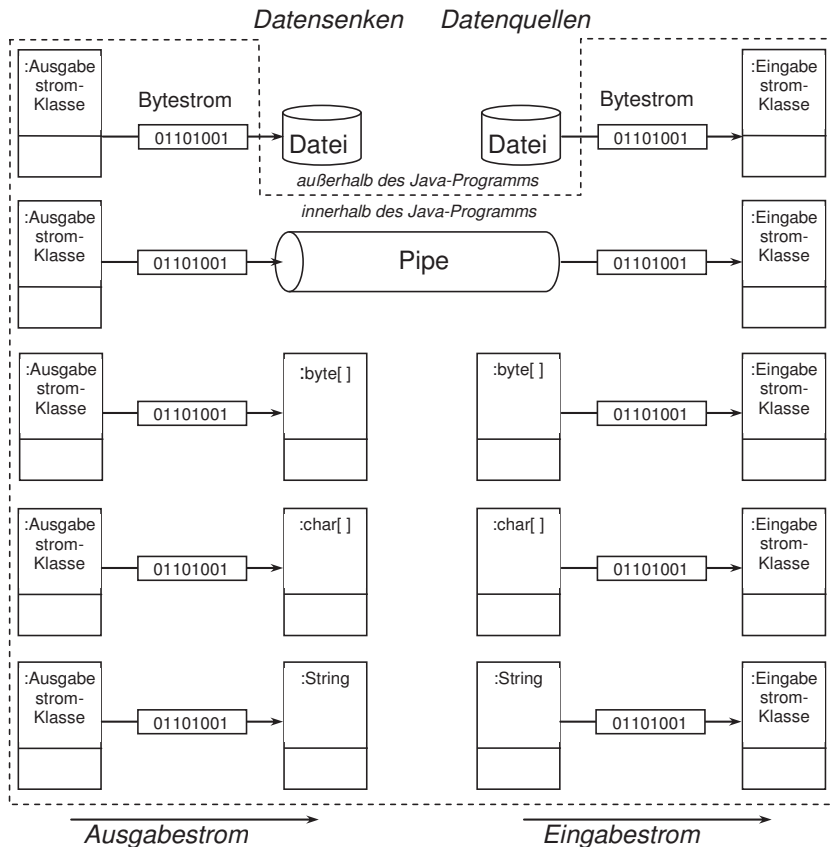 Datensenken Datenquellen
:Ausgabe
strom-
Klasse
Bytestrom
01101001
Datei
Datei
Bytestrom
01101001
:Eingabe
strom-
Klasse
außerhalb des Java-Programms
innerhalb des Java-Programms
:Ausgabe
strom-
Klasse
01101001
Pipe
01101001
:Eingabe
strom-
Klasse
:Ausgabe
strom-
Klasse
01101001
:byte[ ]
:byte[ ]
01101001
:Eingabe
strom-
Klasse
:Ausgabe
strom-
Klasse
01101001
:char[ ]
:char[ ]
01101001
:Eingabe
strom-
Klasse
:Ausgabe
strom-
Klasse
01101001
:String
:String
01101001
:Eingabe
strom-
Klasse
Ausgabestrom
Eingabestrom